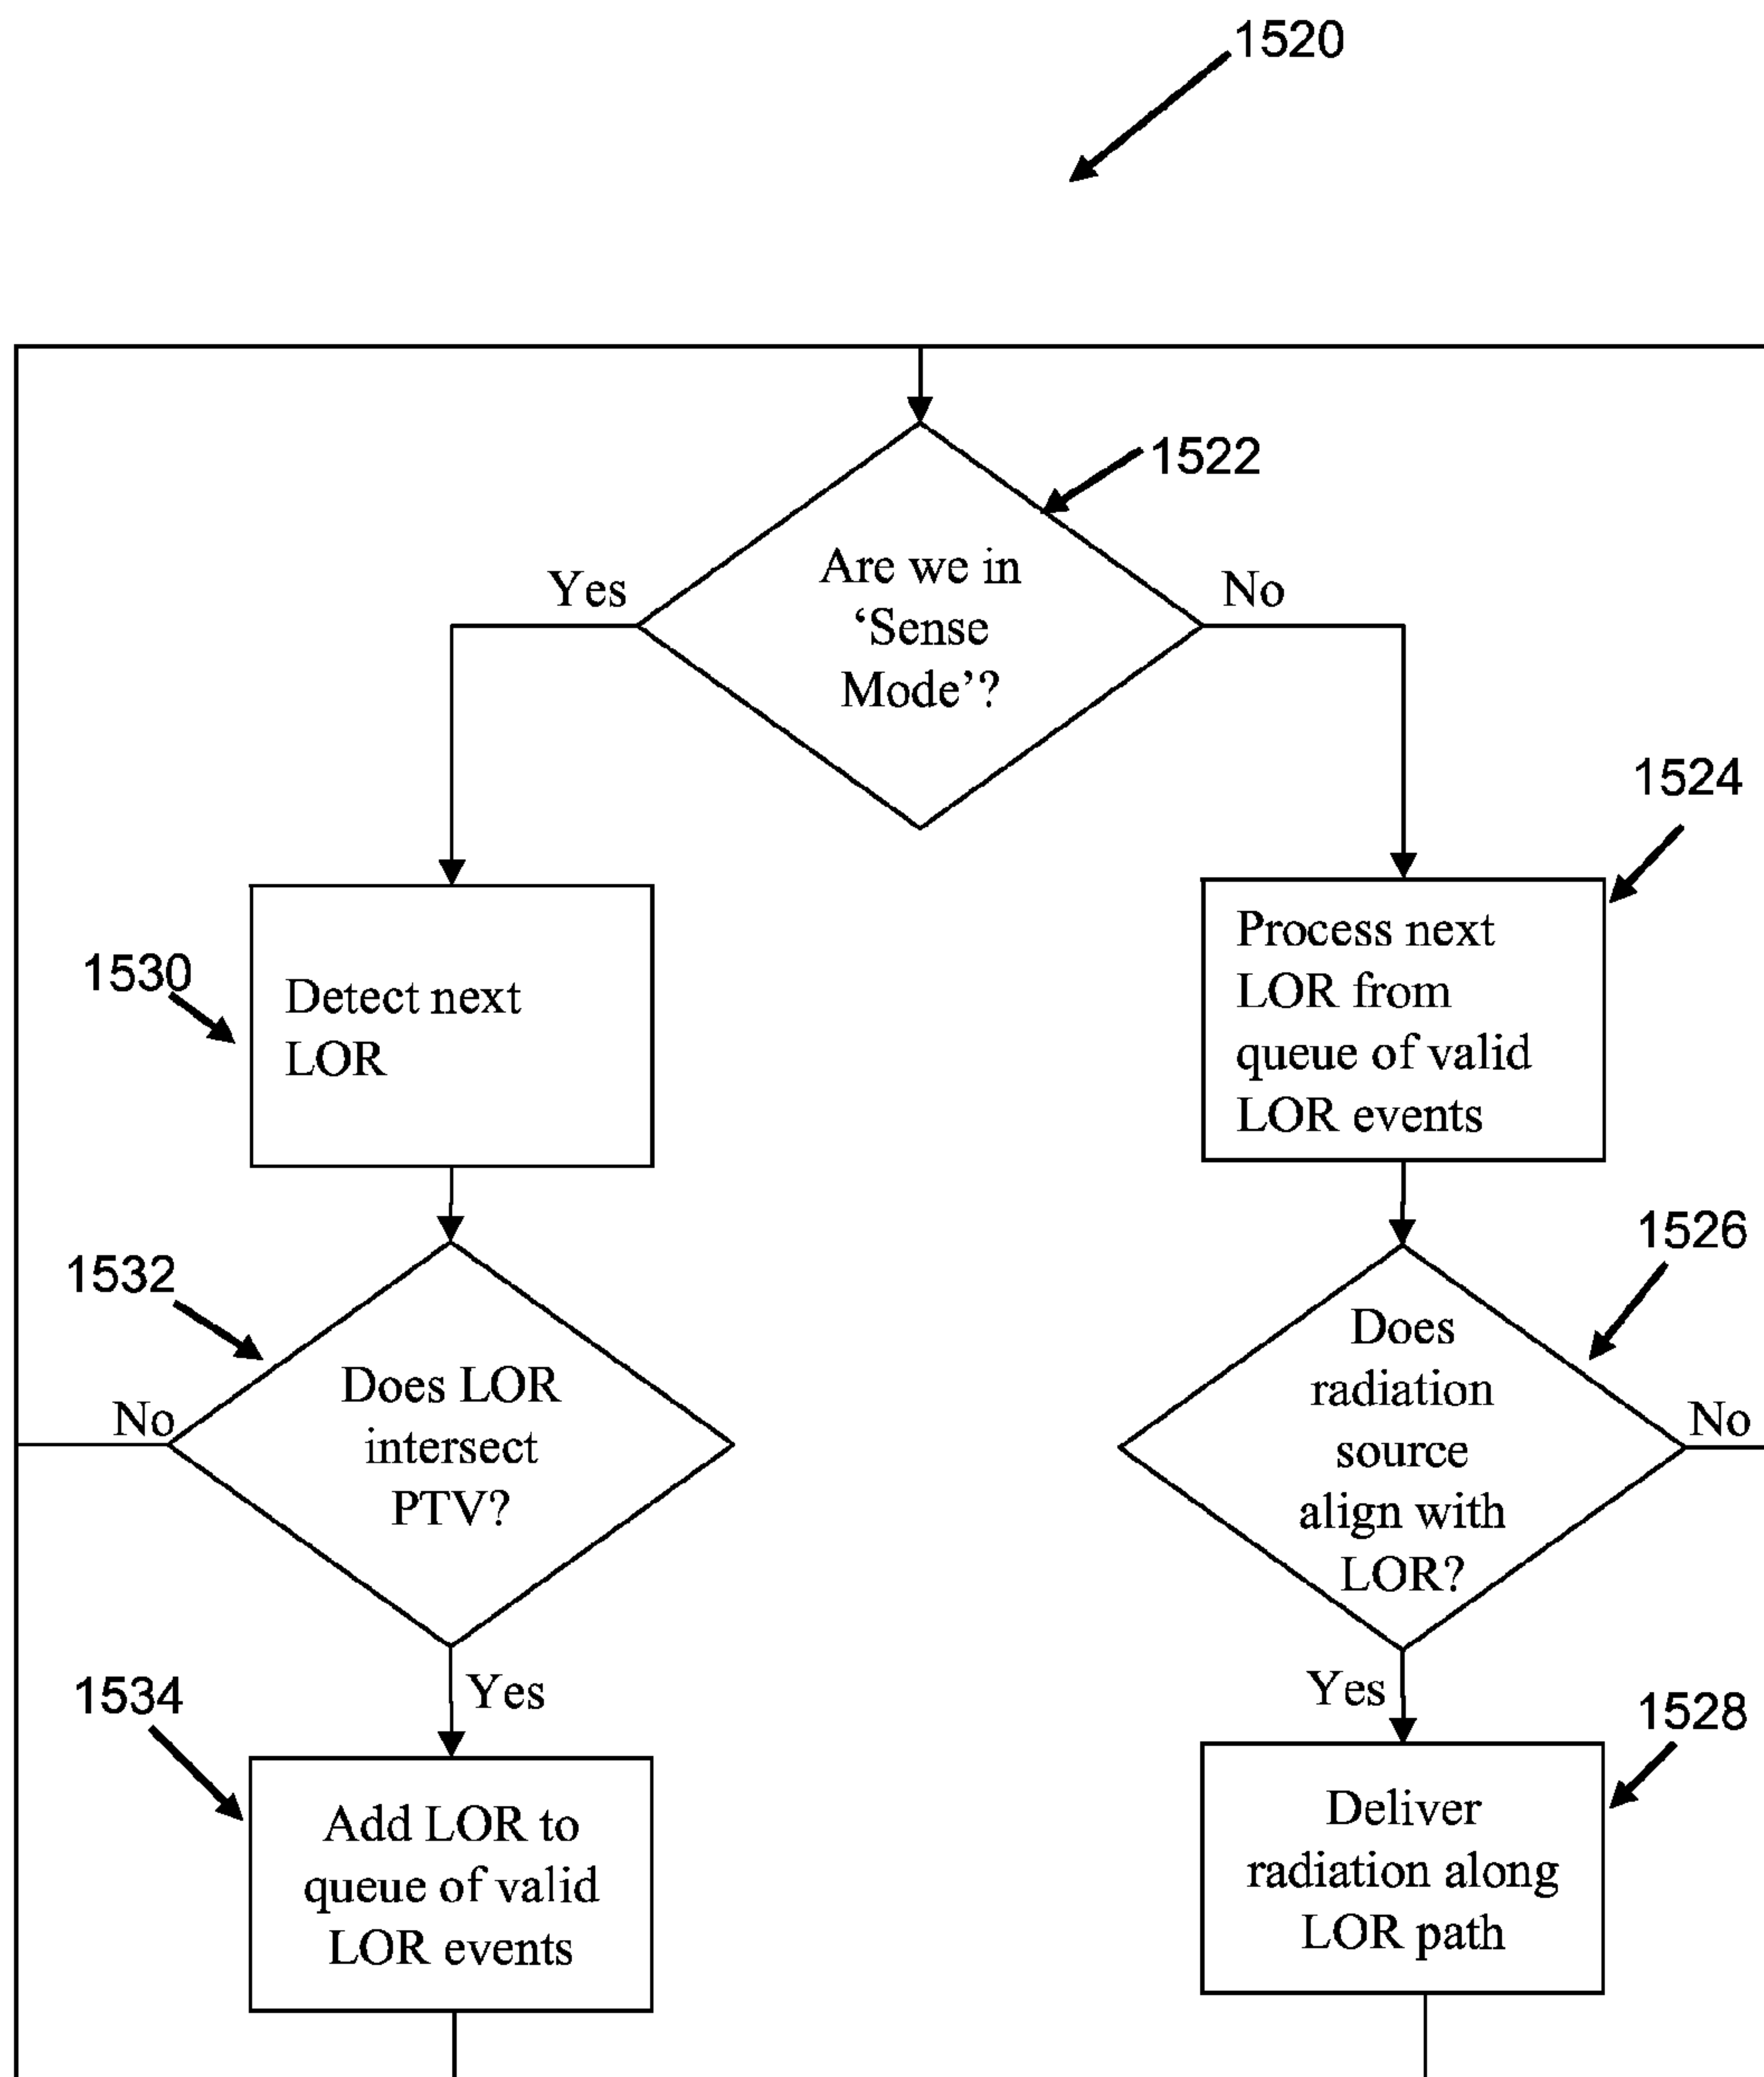 1520
1522
Are we in
‘Sense
Mode’?
Yes
No
1524
Process next
LOR from
queue of valid
LOR events
1530
Detect next
LOR
1526
1532
Does
radiation
source
align with
LOR?
Does LOR
intersect
PTV?
No
No
Yes
Yes
1534
1528
Add LOR to
queue of valid
LOR events
Deliver
radiation along
LOR path